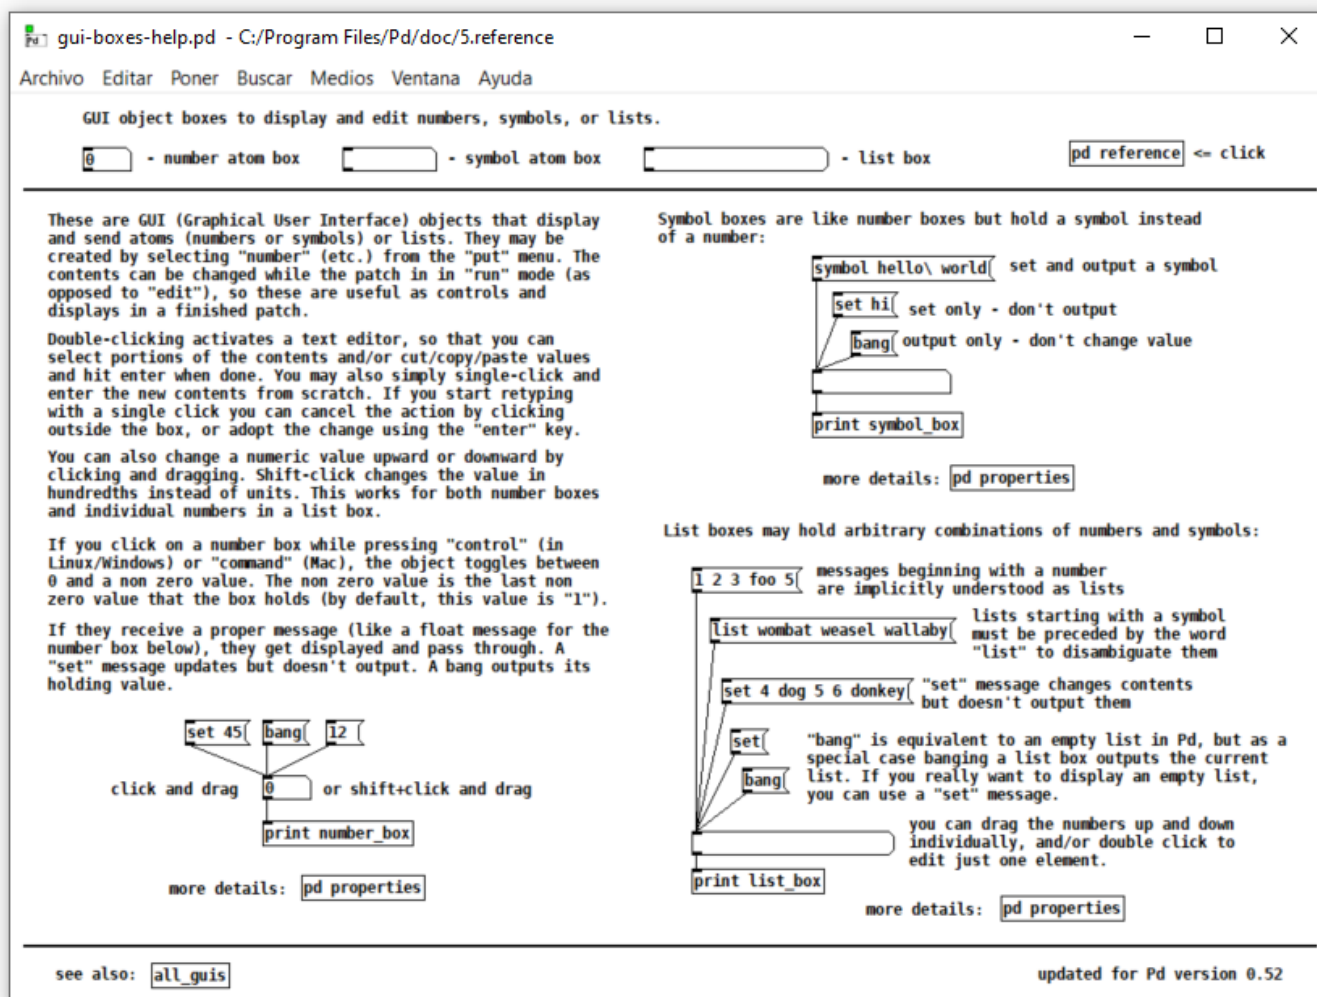 gui-boxes-help.pd - C:/Program Files/Pd/doc/5.reference
Archivo Editar Poner Buscar Medios Ventana Ayuda
GUI object boxes to display and edit numbers, symbols, or lists.
0 - number atom box - symbol atom box - list box pd reference <= click
These are GUI (Graphical User Interface) objects that display
and send atoms (numbers or symbols) or lists. They may be
created by selecting "number" (etc.) from the "put" menu. The
contents can be changed while the patch in in "run" mode (as
opposed to "edit"), so these are useful as controls and
displays in a finished patch.
Double-clicking activates a text editor, so that you can
select portions of the contents and/or cut/copy/paste values
and hit enter when done. You may also simply single-click and
enter the new contents from scratch. If you start retyping
with a single click you can cancel the action by clicking
outside the box, or adopt the change using the "enter" key.
You can also change a numeric value upward or downward by
clicking and dragging. Shift-click changes the value in
hundredths instead of units. This works for both number boxes
and individual numbers in a list box.
If you click on a number box while pressing "control" (in
Linux/Windows) or "command" (Mac), the object toggles between
0 and a non zero value. The non zero value is the last non
zero value that the box holds (by default, this value is "1").
If they receive a proper message (like a float message for the
number box below), they get displayed and pass through. A
"set" message updates but doesn't output. A bang outputs its
holding value.
set 45 bang 12
click and drag 0 or shift+click and drag
print number_box
more details: pd properties
Symbol boxes are like number boxes but hold a symbol instead
of a number:
symbol hello\ world set and output a symbol
set hi set only - don't output
bang output only - don't change value
print symbol_box
more details: pd properties
List boxes may hold arbitrary combinations of numbers and symbols:
1 2 3 foo 5 messages beginning with a number
are implicitly understood as lists
list wombat weasel wallaby lists starting with a symbol
must be preceded by the word
"list" to disambiguate them
set 4 dog 5 6 donkey "set" message changes contents
but doesn't output them
set "bang" is equivalent to an empty list in Pd, but as a
special case banging a list box outputs the current
bang list. If you really want to display an empty list,
you can use a "set" message.
you can drag the numbers up and down
individually, and/or double click to
edit just one element.
print list_box
more details: pd properties
see also: all_guis updated for Pd version 0.52